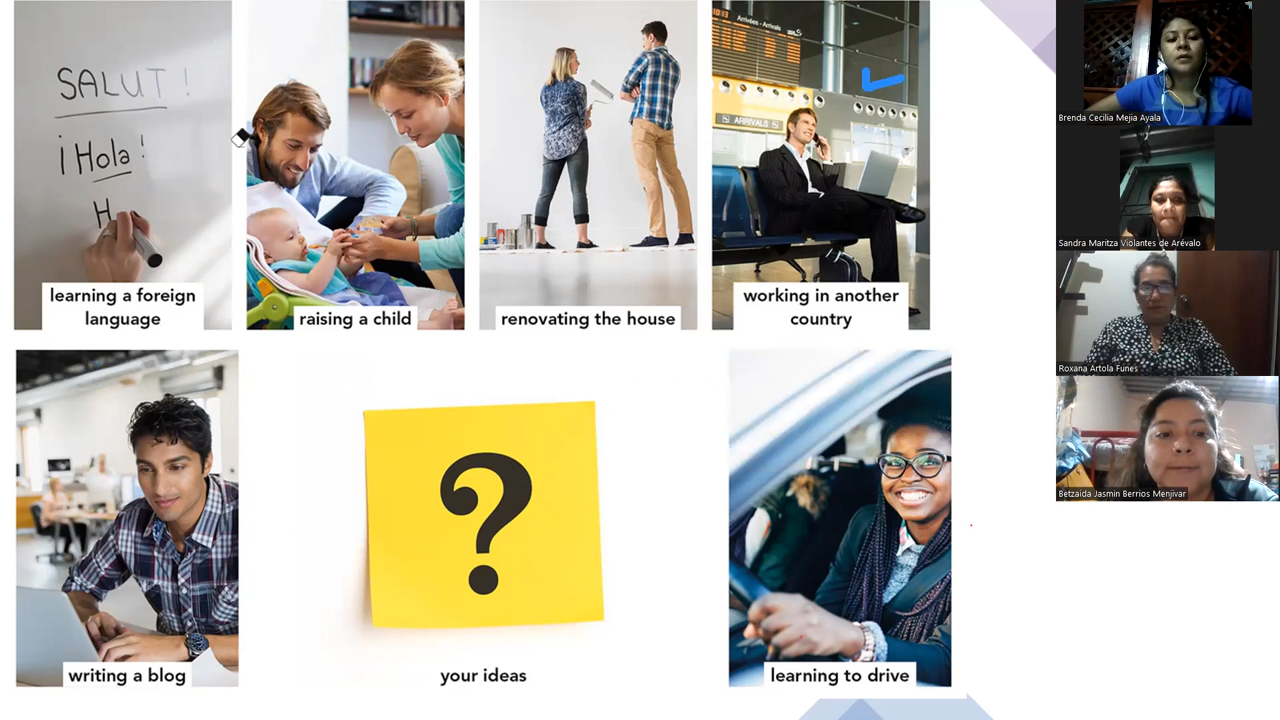 SALUT!
¡Hola!
H
learning a foreign
language
raising a child
renovating the house
Arrivées - Arrivals
ARRIVALS
working in another
country
writing a blog
?
your ideas
learning to drive
Brenda Cecilia Mejia Ayala
Sandra Maritza Violantes de Arévalo
Roxana Artola Funes
Betzaida Jasmin Berrios Menjivar